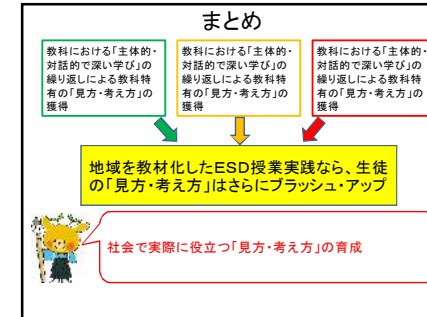 まとめ
教科における「主体的・
対話的で深い学び」の
繰り返しによる教科特
有の「見方・考え方」の
獲得
教科における「主体的・
対話的で深い学び」の
繰り返しによる教科特
有の「見方・考え方」の
獲得
教科における「主体的・
対話的で深い学び」の
繰り返しによる教科特
有の「見方・考え方」の
獲得
地域を教材化したESD授業実践なら、生徒
の「見方・考え方」はさらにブラッシュ・アップ
社会で実際に役立つ「見方・考え方」の育成